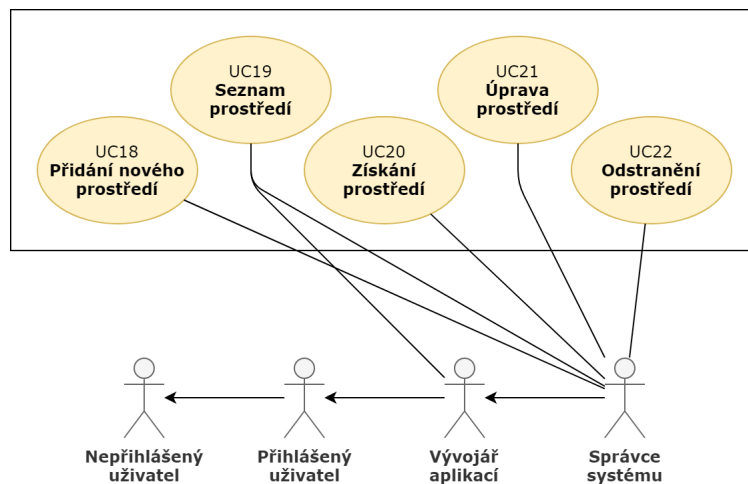 UC19
Seznam
prostředí
UC21
Úprava
prostředí
UC18
Přidání nového
prostředí
UC20
Získání
prostředí
UC22
Odstranění
prostředí
Nepřihlášený
uživatel
Přihlášený
uživatel
Vývojář
aplikací
Správce
systému